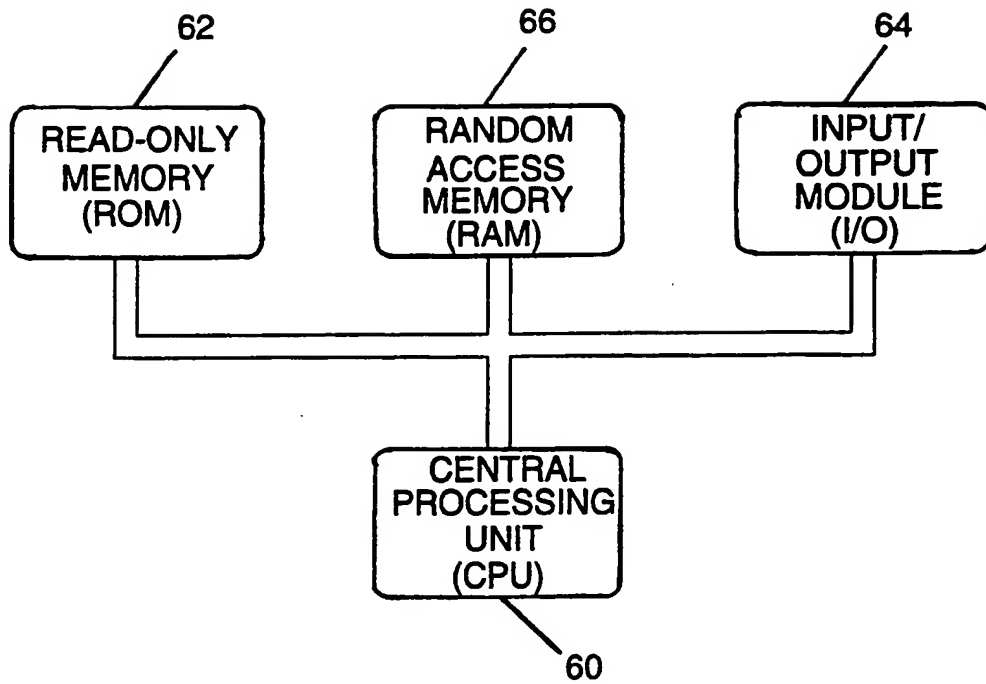 62
66
64
READ-ONLY
MEMORY
(ROM)
RANDOM
ACCESS
MEMORY
(RAM)
INPUT/
OUTPUT
MODULE
(I/O)
CENTRAL
PROCESSING
UNIT
(CPU)
60